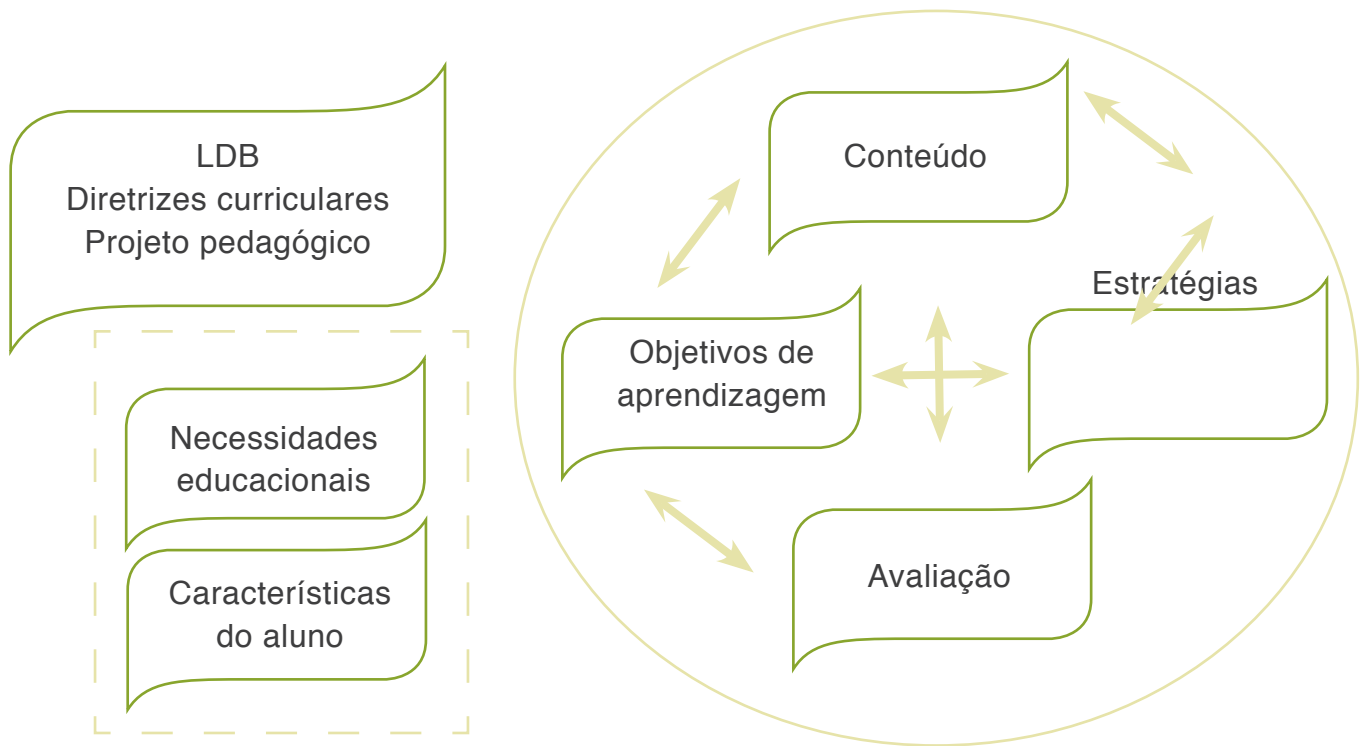 LDB
Diretrizes curriculares
Projeto pedagógico
Necessidades
educacionais
Características
do aluno
Conteúdo
Estratégias
Objetivos de
aprendizagem
Avaliação